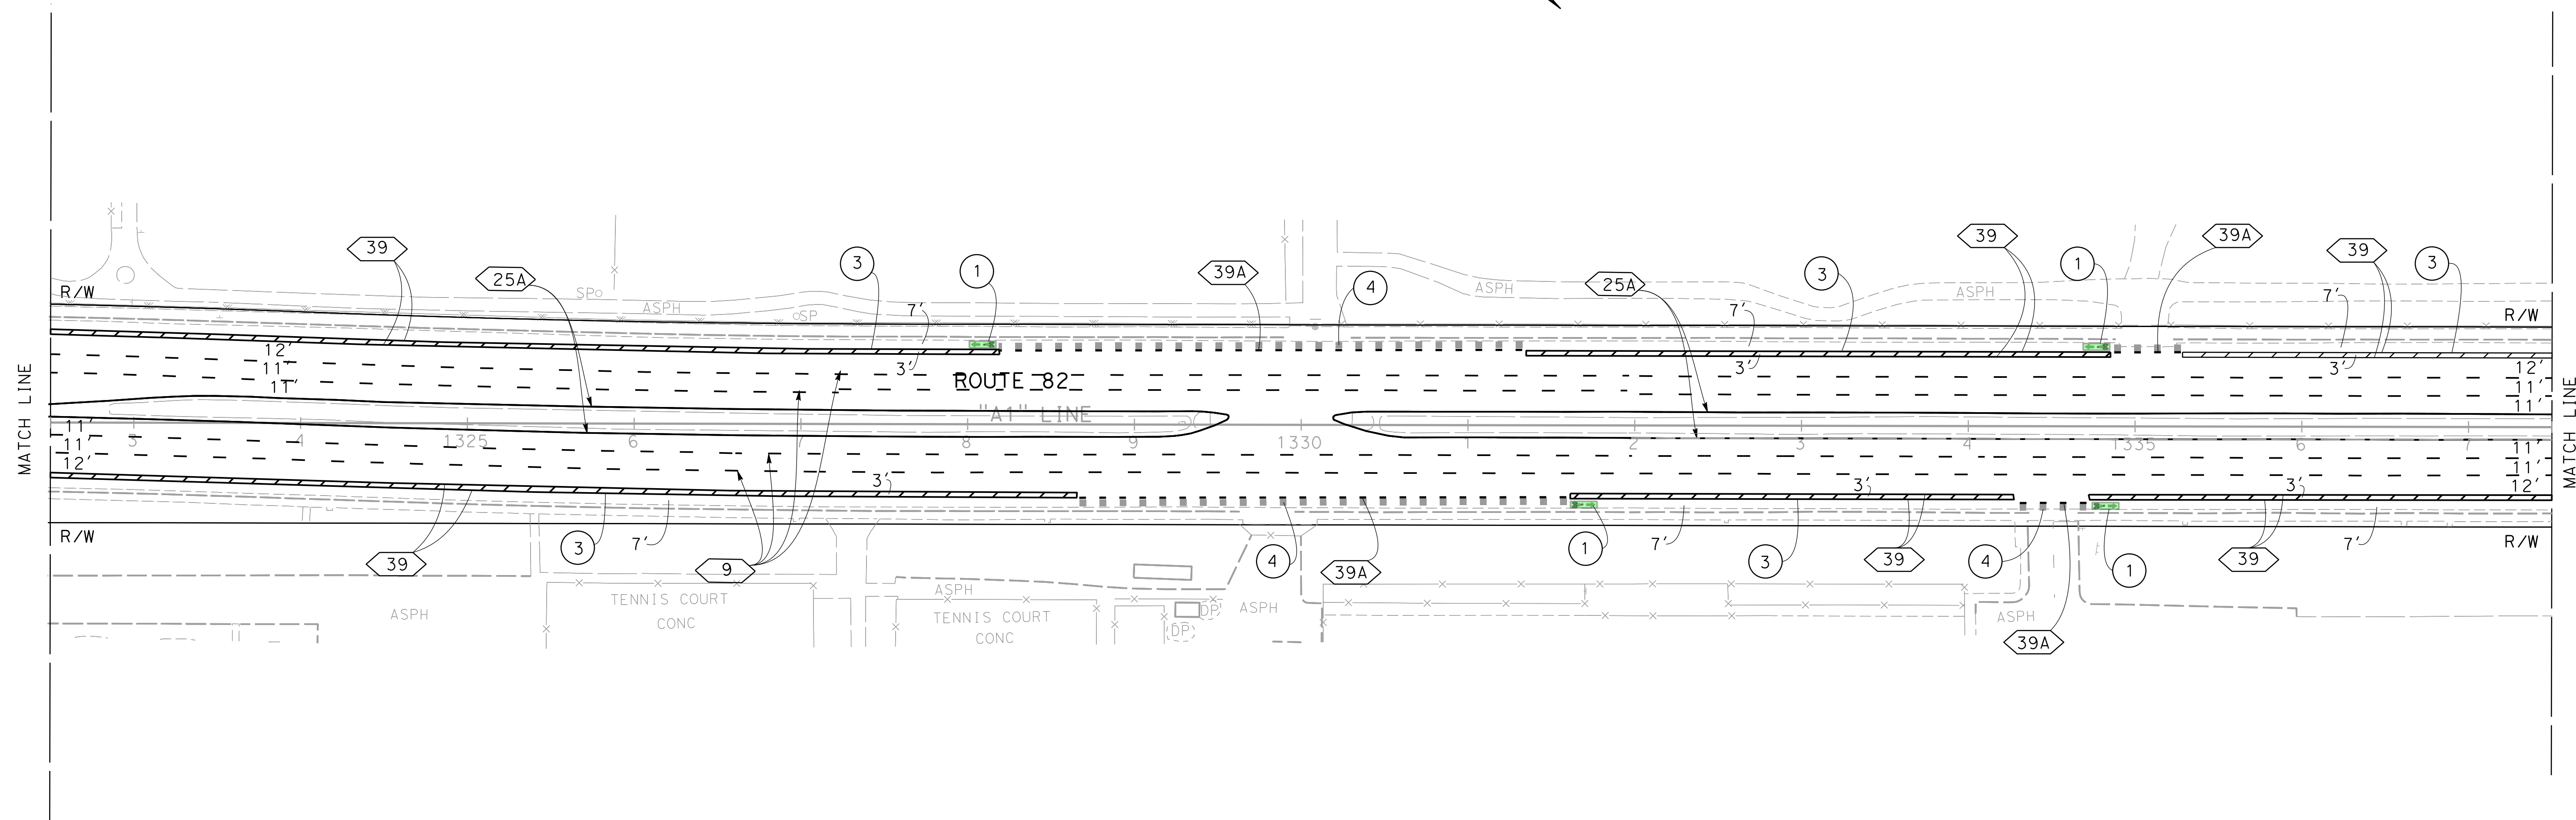 39
25A
3
1
39A
4
25A
3
39
1
39A
39
3
R/W
SP
ASPH
SP
7'
ASPH
7'
ASPH
7'
R/W
12'
11'
11'
3'
ROUTE 82
3'
3'
12'
11'
11'
MATCH LINE
"A1" LINE
MATCH LINE
11'
11'
12'
3
4
1325
6
7
8
9
1330
1
2
3
4
1335
6
7
11'
11'
12'
3'
3'
3'
R/W
39
3
7'
9
4
39A
1
7'
3
39
4
1
39
7'
R/W
ASPH
TENNIS COURT
CONC
ASPH
TENNIS COURT
CONC
DP
DP
ASPH
ASPH
39A